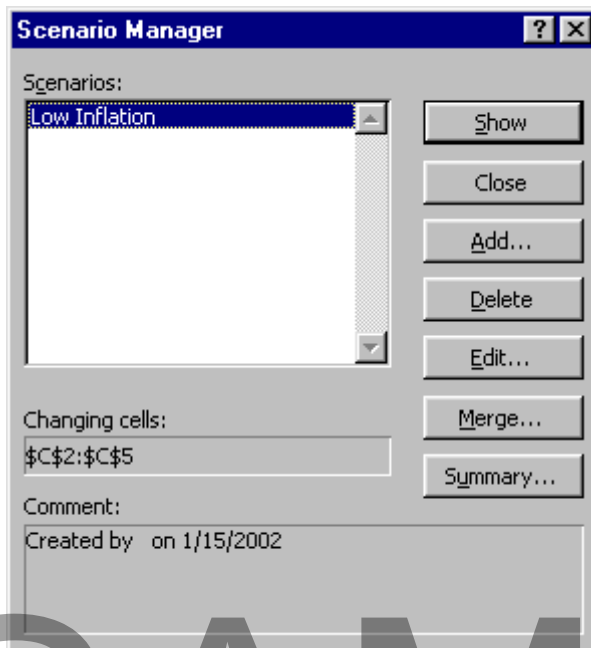 Scenario Manager
Scenarios:
Low Inflation
Show
Close
Add...
Delete
Edit...
Merge...
Summary...
Changing cells:
$C$2:$C$5
Comment:
Created by   on 1/15/2002